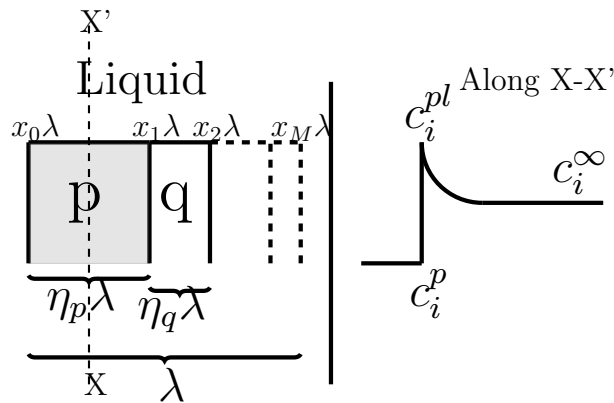 X'
Liquid
x₀λ x₁λ x₂λ x_Mλ
p q
η_pλ η_qλ
X
λ
Along X-X'
c_i^{pl}
c_i^∞
c_i^p